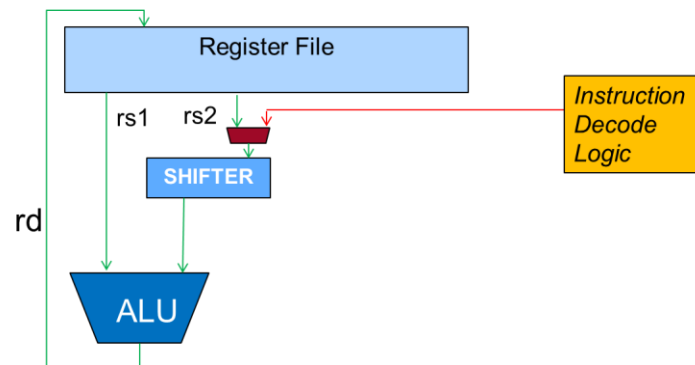 Register File
rs1
rs2
Instruction
Decode
Logic
SHIFTER
rd
ALU